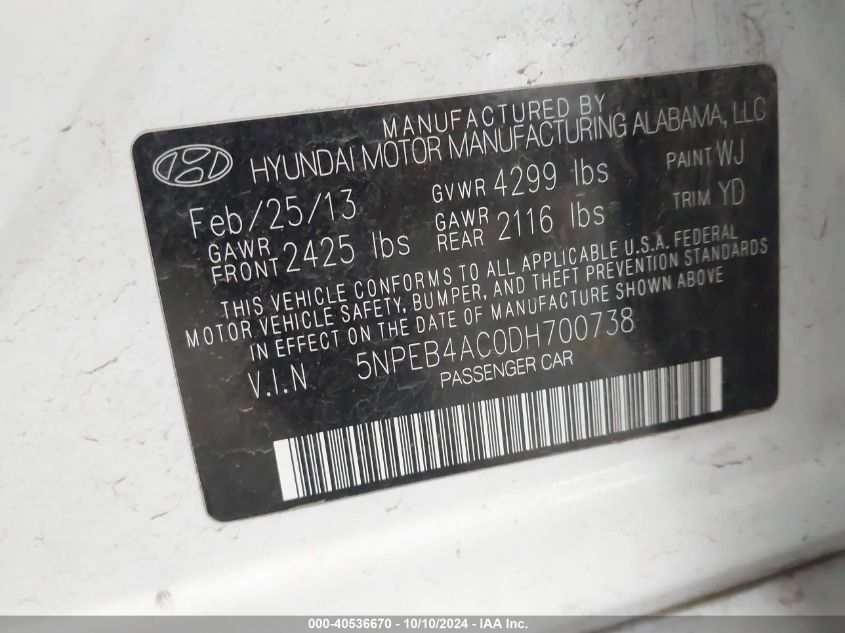 MANUFACTURED BY
HYUNDAI MOTOR MANUFACTURING ALABAMA, LLC
Feb/25/13 GVWR 4299 lbs PAINT WJ
GAWR FRONT 2425 lbs GAWR REAR 2116 lbs TRIM YD
THIS VEHICLE CONFORMS TO ALL APPLICABLE U.S.A. FEDERAL
MOTOR VEHICLE SAFETY, BUMPER, AND THEFT PREVENTION STANDARDS
IN EFFECT ON THE DATE OF MANUFACTURE SHOWN ABOVE
V.I.N 5NPEB4AC0DH700738
PASSENGER CAR
000-40536670 - 10/10/2024 - IAA Inc.